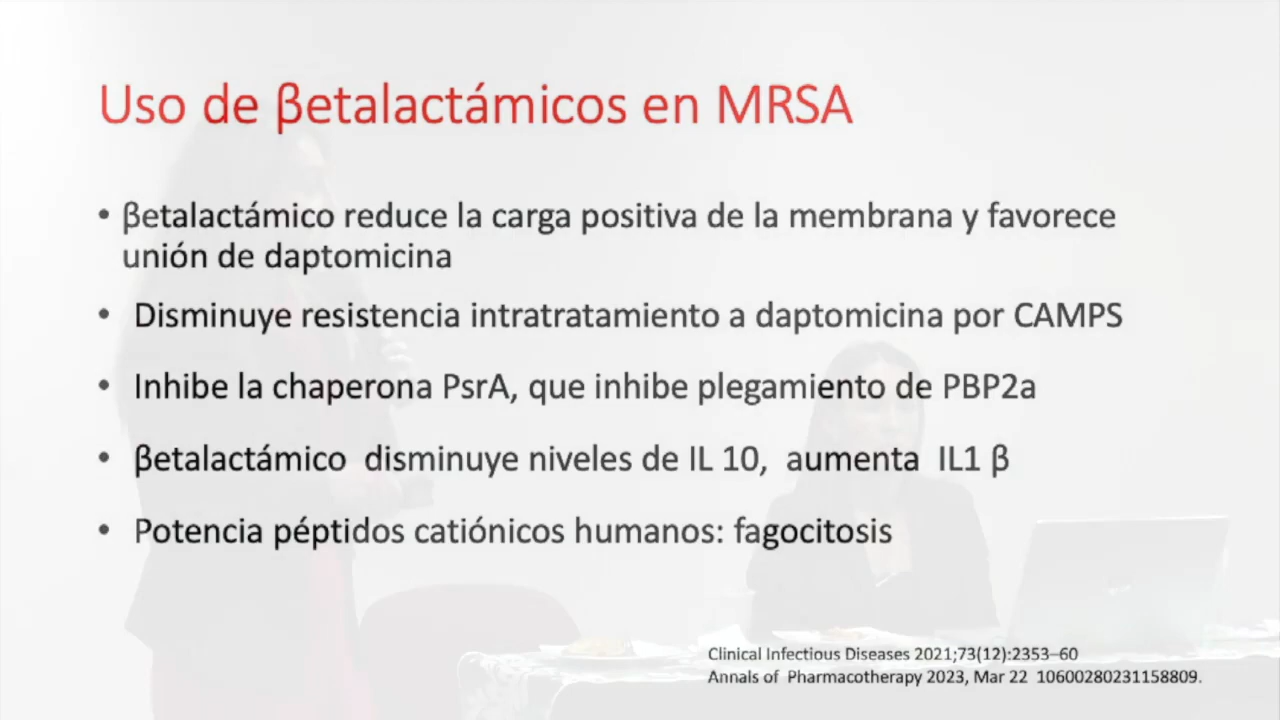 Uso de βetalactámicos en MRSA
• βetalactámico reduce la carga positiva de la membrana y favorece
unión de daptomicina
• Disminuye resistencia intratratamiento a daptomicina por CAMPS
• Inhibe la chaperona PsrA, que inhibe plegamiento de PBP2a
• βetalactámico disminuye niveles de IL 10, aumenta IL1 β
• Potencia péptidos catiónicos humanos: fagocitosis
Clinical Infectious Diseases 2021;73(12):2353–60
Annals of Pharmacotherapy 2023, Mar 22 10600280231158809.